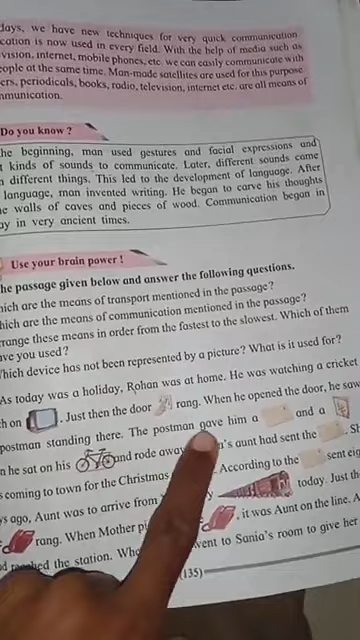 days, we have new techniques for very quick communication
cation is now used in every field. With the help of media such as
vision, internet, mobile phones, etc. we can easily communicate with
eople at the same time. Man-made satellites are used for this purpose
ers, periodicals, books, radio, television, internet etc. are all means of
mmunication.
Do you know ?
he beginning, man used gestures and facial expressions and
t kinds of sounds to communicate. Later, different sounds came
n different things. This led to the development of language. After
language, man invented writing. He began to carve his thoughts
he walls of caves and pieces of wood. Communication began in
ay in very ancient times.
Use your brain power !
he passage given below and answer the following questions.
hich are the means of transport mentioned in the passage?
hich are the means of communication mentioned in the passage?
rrange these means in order from the fastest to the slowest. Which of them
ave you used ?
Which device has not been represented by a picture? What is it used for?
As today was a holiday, Rohan was at home. He was watching a cricket
ch on . Just then the door rang. When he opened the door, he saw
postman standing there. The postman gave him a and a
n he sat on his and rode away 's aunt had sent the . Sh
s coming to town for the Christmas . According to the sent eig
ys ago, Aunt was to arrive from y today. Just th
rang. When Mother pi , it was Aunt on the line. A
d reached the station. Wh went to Sania's room to give her
(135)